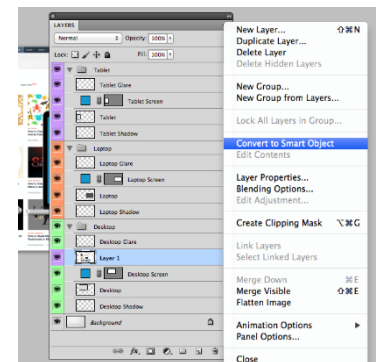 LAYERS
Normal Opacity: 100%
Lock: Fill: 100%
Tablet
Tablet Glare
Tablet Screen
Tablet
Tablet Shadow
Laptop
Laptop Glare
Laptop Screen
Laptop
Laptop Shadow
Desktop
Desktop Glare
Layer 1
Desktop Screen
Desktop
Desktop Shadow
Background
fx
New Layer... ⇧⌘N
Duplicate Layer...
Delete Layer
Delete Hidden Layers
New Group...
New Group from Layers...
Lock All Layers in Group...
Convert to Smart Object
Edit Contents
Layer Properties...
Blending Options...
Edit Adjustment...
Create Clipping Mask ⌥⌘G
Link Layers
Select Linked Layers
Merge Down ⌘E
Merge Visible ⇧⌘E
Flatten Image
Animation Options
Panel Options...
Close